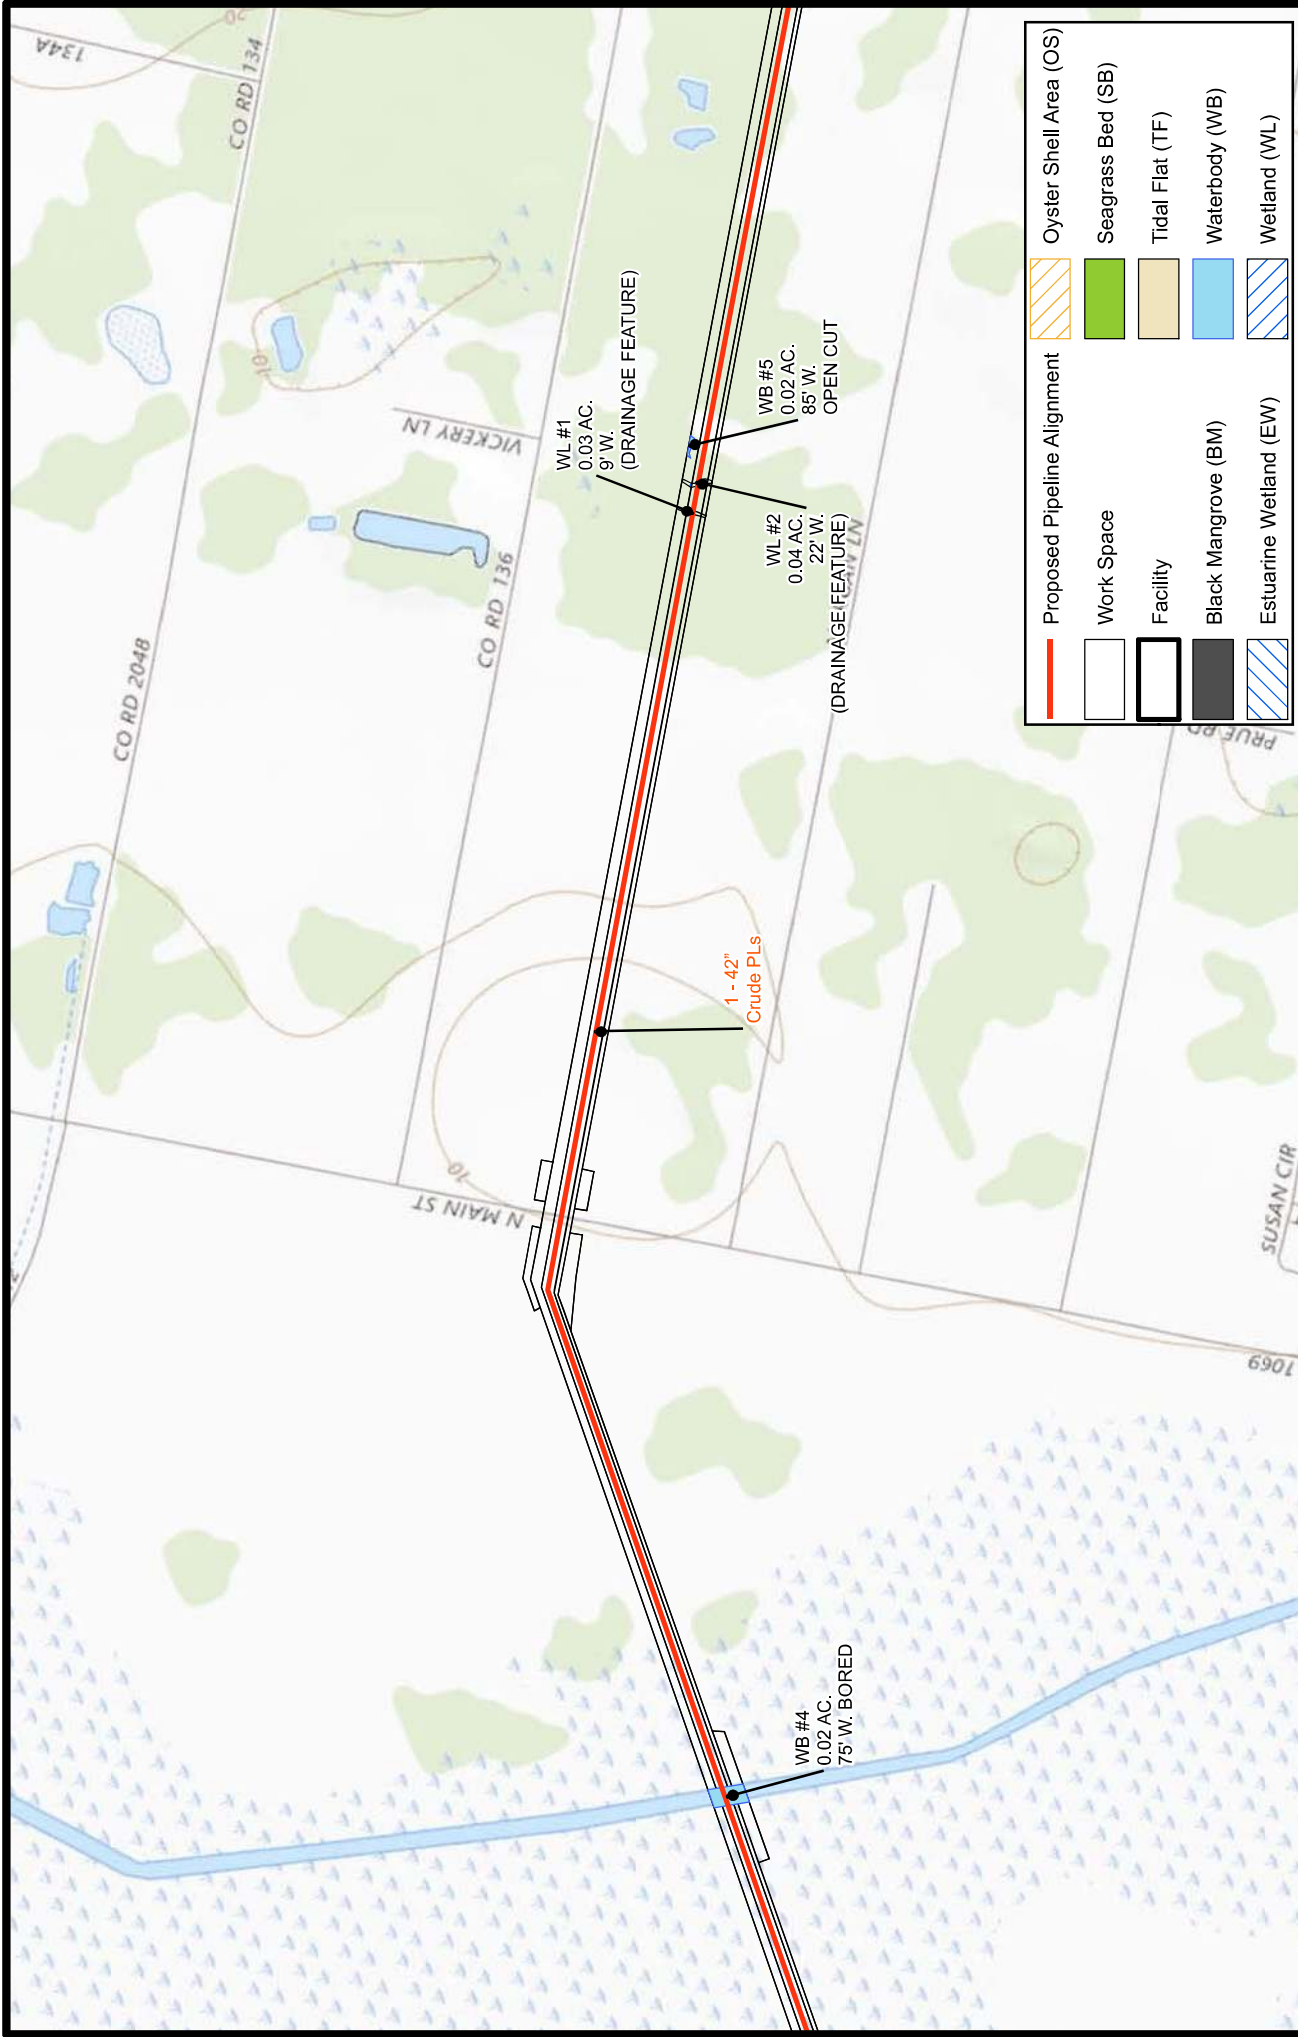 134A
20
CO RD 134
CO RD 204B
10
VICKERY LN
CO RD 136
WL #1
0.03 AC.
9' W.
(DRAINAGE FEATURE)
WB #5
0.02 AC.
85' W.
OPEN CUT
WL #2
0.04 AC.
22' W.
(DRAINAGE FEATURE)
LN
1 - 42"
Crude PLs
N MAIN ST
10
WB #4
0.02 AC.
75' W. BORED
PRUE RD
SUSAN CIR
1069
Proposed Pipeline Alignment
Work Space
Facility
Black Mangrove (BM)
Estuarine Wetland (EW)
Oyster Shell Area (OS)
Seagrass Bed (SB)
Tidal Flat (TF)
Waterbody (WB)
Wetland (WL)